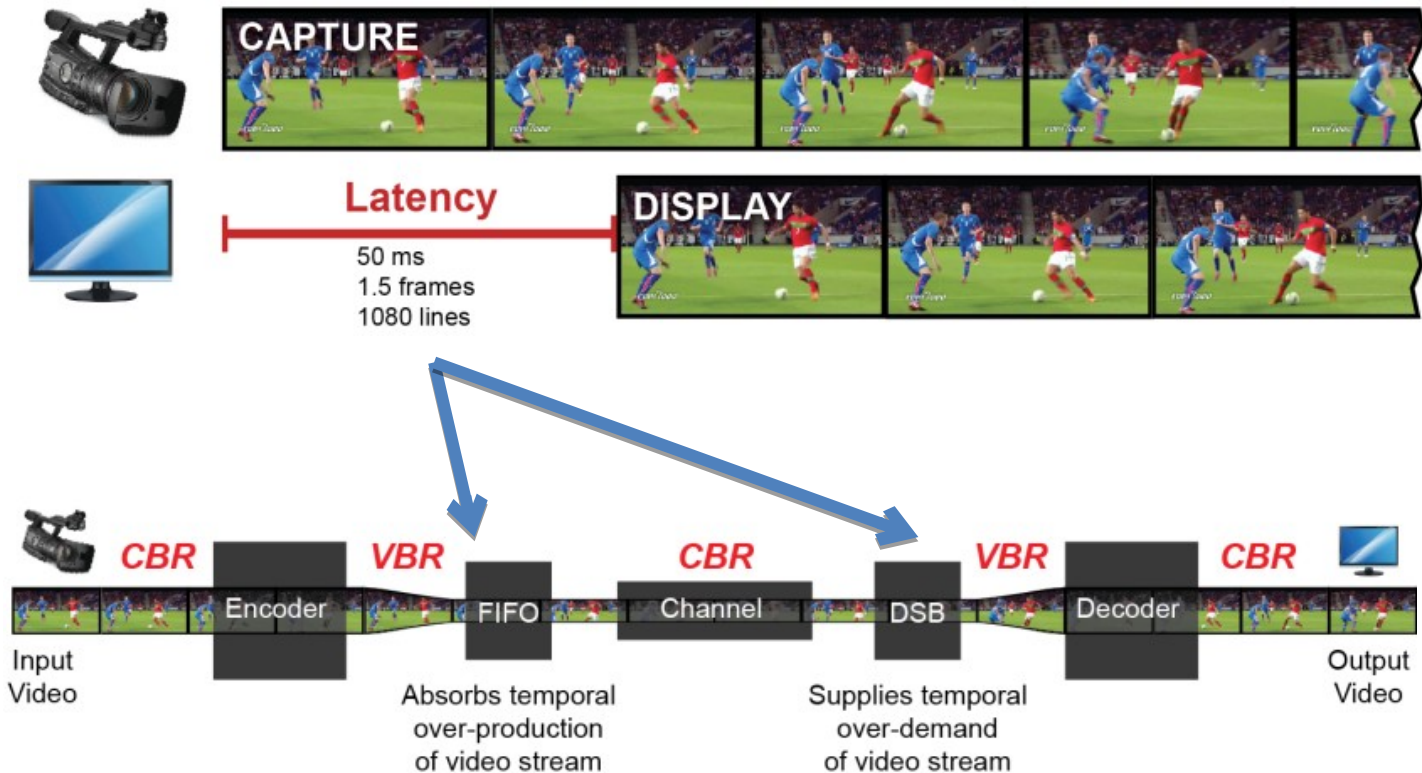 CAPTURE
Latency
DISPLAY
50 ms
1.5 frames
1080 lines
CBR
VBR
CBR
VBR
CBR
Encoder
FIFO
Channel
DSB
Decoder
Input
Video
Absorbs temporal
over-production
of video stream
Supplies temporal
over-demand
of video stream
Output
Video